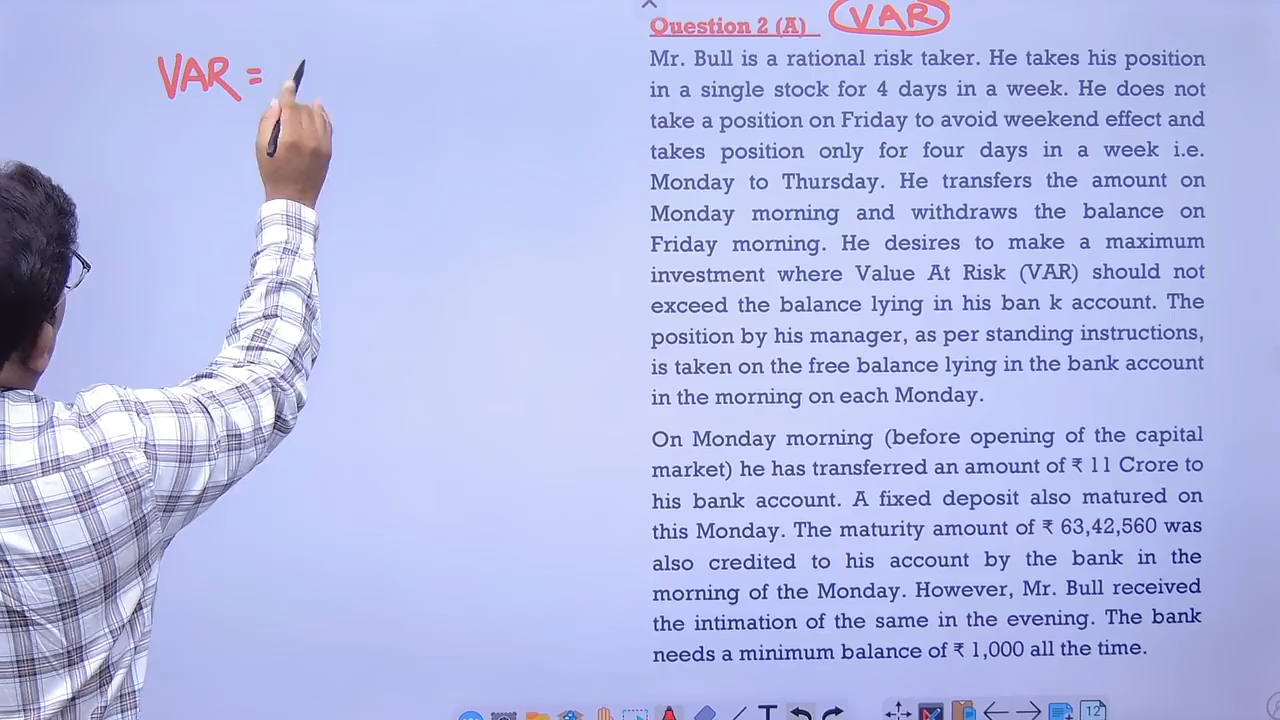 Question 2 (A) VAR
VAR =
Mr. Bull is a rational risk taker. He takes his position
in a single stock for 4 days in a week. He does not
take a position on Friday to avoid weekend effect and
takes position only for four days in a week i.e.
Monday to Thursday. He transfers the amount on
Monday morning and withdraws the balance on
Friday morning. He desires to make a maximum
investment where Value At Risk (VAR) should not
exceed the balance lying in his ban k account. The
position by his manager, as per standing instructions,
is taken on the free balance lying in the bank account
in the morning on each Monday.
On Monday morning (before opening of the capital
market) he has transferred an amount of ₹ 11 Crore to
his bank account. A fixed deposit also matured on
this Monday. The maturity amount of ₹ 63,42,560 was
also credited to his account by the bank in the
morning of the Monday. However, Mr. Bull received
the intimation of the same in the evening. The bank
needs a minimum balance of ₹ 1,000 all the time.
T
12